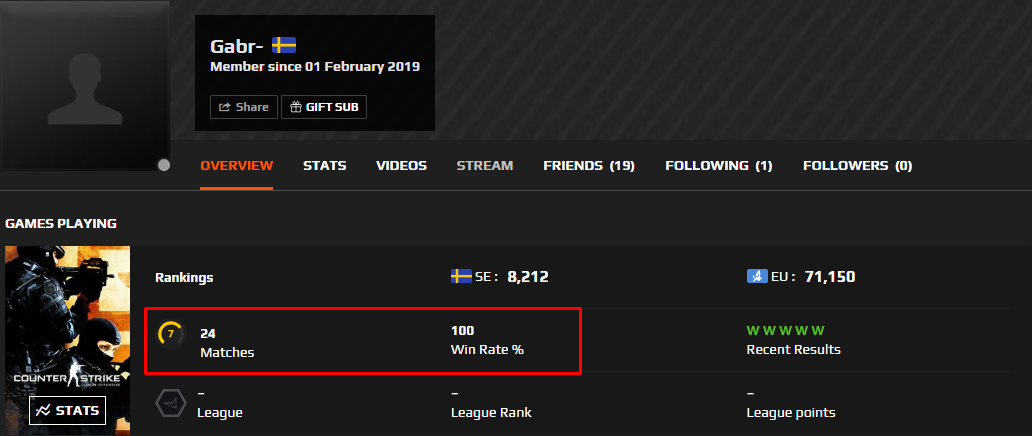 Gabr-
Member since 01 February 2019
Share GIFT SUB
OVERVIEW STATS VIDEOS STREAM FRIENDS (19) FOLLOWING (1) FOLLOWERS (0)
GAMES PLAYING
Rankings SE : 8,212 EU : 71,150
7 24 100 W W W W W
Matches Win Rate % Recent Results
COUNTER STRIKE
– – –
League League Rank League points
STATS